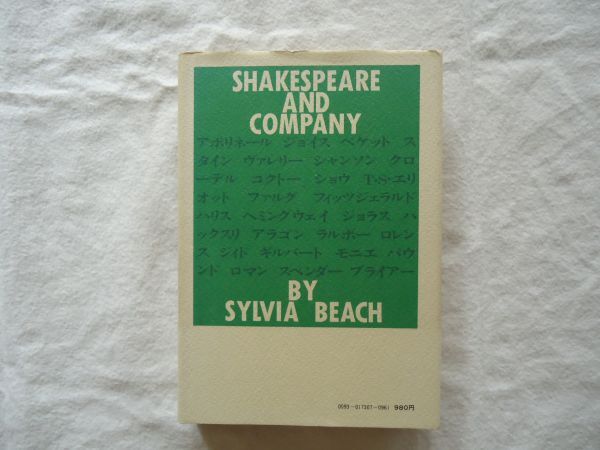 SHAKESPEARE
AND
COMPANY
アポリネール ジョイス ベケット ス
タイン ヴァレリー シャンソン クロ
ーデル コクトー ショウ T・S・エリ
オット ファルグ フィッツジェラルド
ハリス ヘミングウェイ ジョラス ハ
ックスリ アラゴン ラルボー ロレン
ス ジイド ギルバート モニエ パウ
ンド ロマン スペンダー ブライアー
BY
SYLVIA BEACH
0093-017307-0961 980円